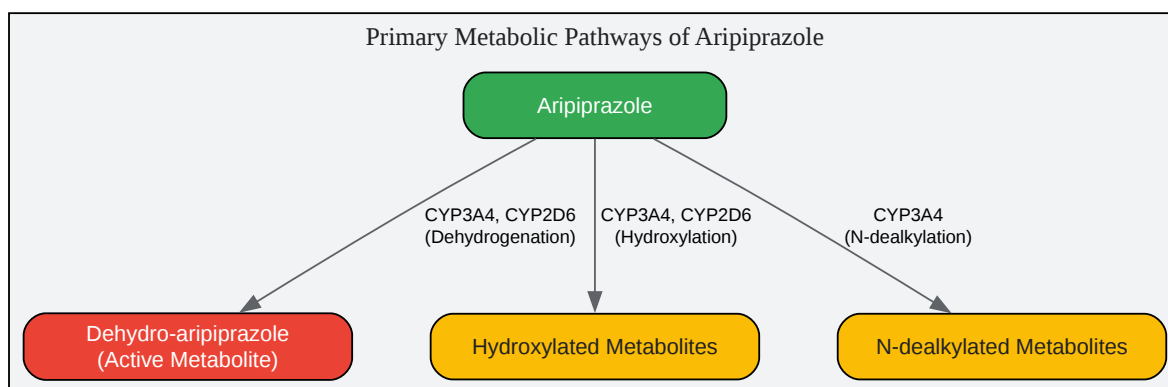 Primary Metabolic Pathways of Aripiprazole
Aripiprazole
CYP3A4, CYP2D6
(Dehydrogenation)
CYP3A4, CYP2D6
(Hydroxylation)
CYP3A4
(N-dealkylation)
Dehydro-aripiprazole
(Active Metabolite)
Hydroxylated Metabolites
N-dealkylated Metabolites